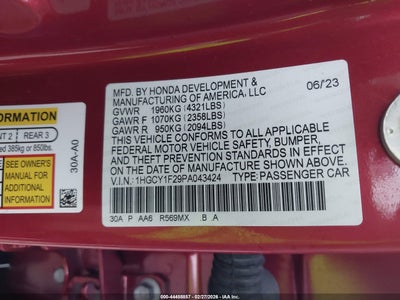 MFD. BY HONDA DEVELOPMENT &
MANUFACTURING OF AMERICA, LLC
06/23
GVWR 1960KG (4321LBS)
GAWR F 1070KG (2358LBS)
GAWR R 950KG (2094LBS)
THIS VEHICLE CONFORMS TO ALL APPLICABLE
FEDERAL MOTOR VEHICLE SAFETY, BUMPER,
AND THEFT PREVENTION STANDARDS IN EFFECT
ON THE DATE OF MANUFACTURE SHOWN ABOVE.
V.I.N: 1HGCY1F29PA043424 TYPE: PASSENGER CAR
30A P AA6 R569MX B A
FORMATION
NT 2 REAR 3
ed 385kg or 850lbs.
SEE OWNER'S
MANUAL FOR
ADDITIONAL
INFORMATION
30A-A0
000-44458857 | 02/27/2026 | IAA